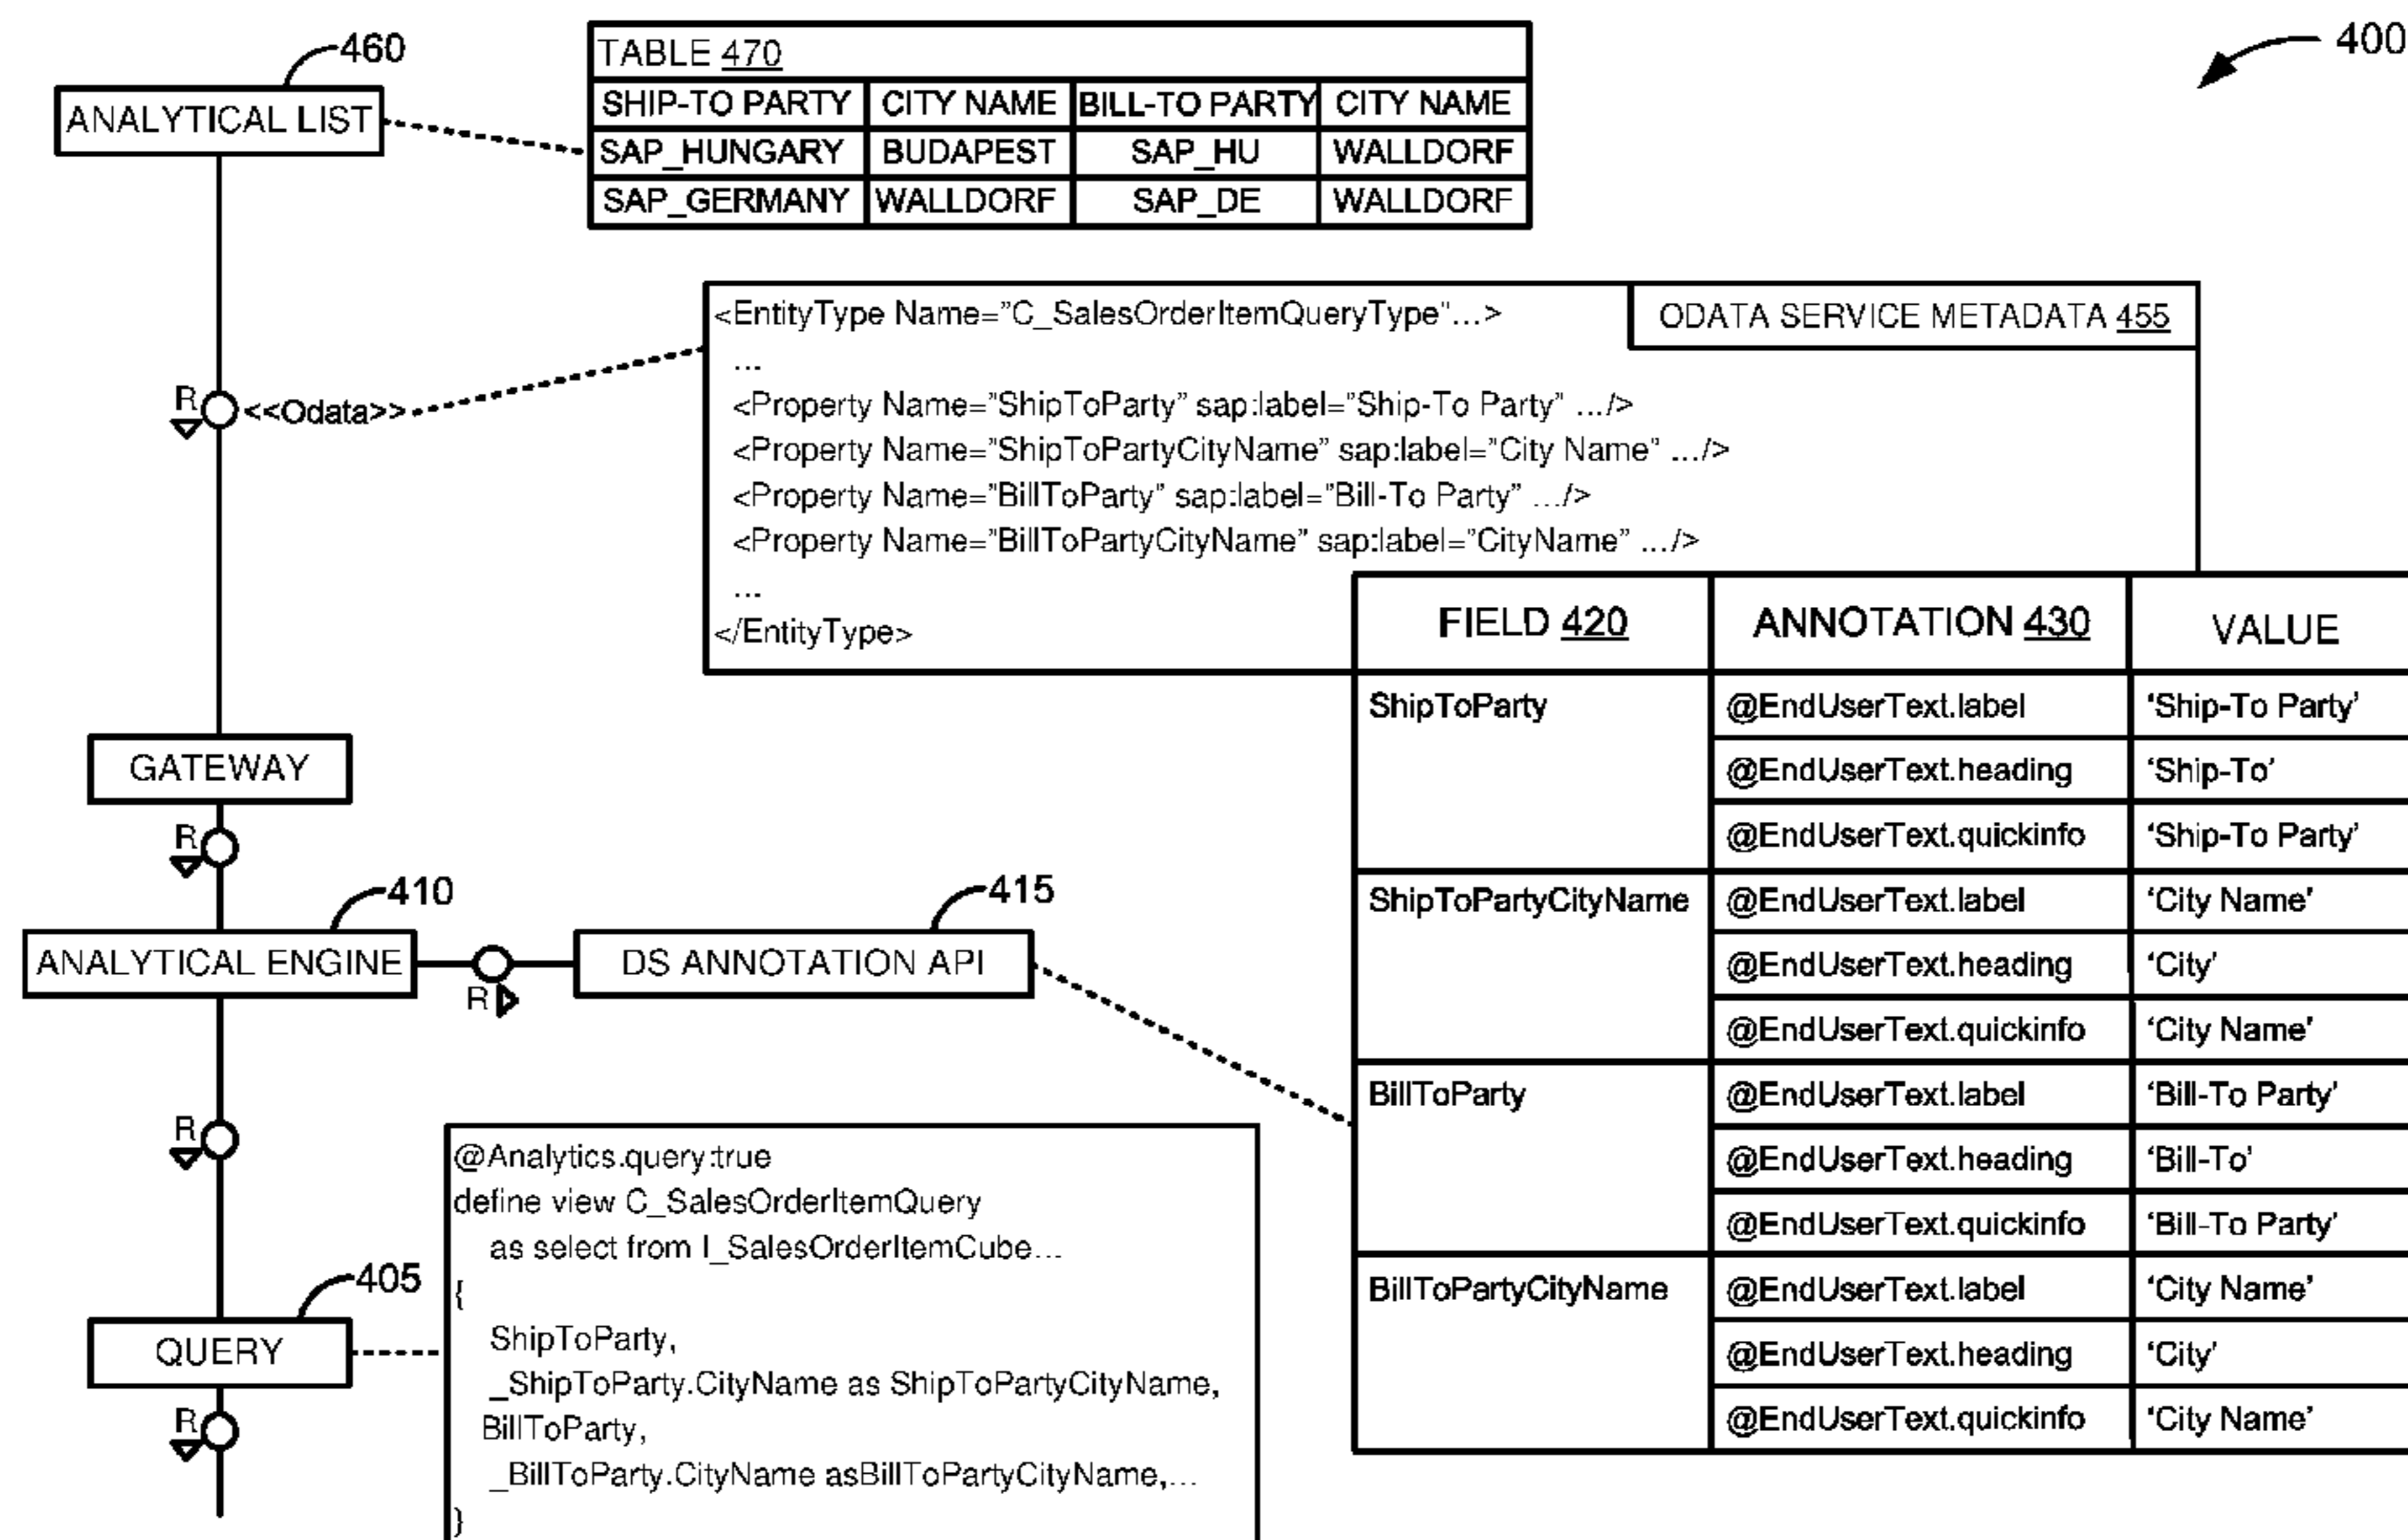 400
460
ANALYTICAL LIST
TABLE 470
SHIP-TO PARTY CITY NAME BILL-TO PARTY CITY NAME
SAP_HUNGARY BUDAPEST SAP_HU WALLDORF
SAP_GERMANY WALLDORF SAP_DE WALLDORF
ODATA SERVICE METADATA 455
<EntityType Name="C_SalesOrderItemQueryType"...>
...
<Property Name="ShipToParty" sap:label="Ship-To Party" .../>
<Property Name="ShipToPartyCityName" sap:label="City Name" .../>
<Property Name="BillToParty" sap:label="Bill-To Party" .../>
<Property Name="BillToPartyCityName" sap:label="CityName" .../>
...
</EntityType>
R
<<Odata>>
GATEWAY
R
410
ANALYTICAL ENGINE
R
415
DS ANNOTATION API
FIELD 420 ANNOTATION 430 VALUE
ShipToParty @EndUserText.label ‘Ship-To Party’
@EndUserText.heading ‘Ship-To’
@EndUserText.quickinfo ‘Ship-To Party’
ShipToPartyCityName @EndUserText.label ‘City Name’
@EndUserText.heading ‘City’
@EndUserText.quickinfo ‘City Name’
BillToParty @EndUserText.label ‘Bill-To Party’
@EndUserText.heading ‘Bill-To’
@EndUserText.quickinfo ‘Bill-To Party’
BillToPartyCityName @EndUserText.label ‘City Name’
@EndUserText.heading ‘City’
@EndUserText.quickinfo ‘City Name’
R
405
QUERY
R
@Analytics.query:true
define view C_SalesOrderItemQuery
as select from I_SalesOrderItemCube...
{
ShipToParty,
_ShipToParty.CityName as ShipToPartyCityName,
BillToParty,
_BillToParty.CityName asBillToPartyCityName,...
}